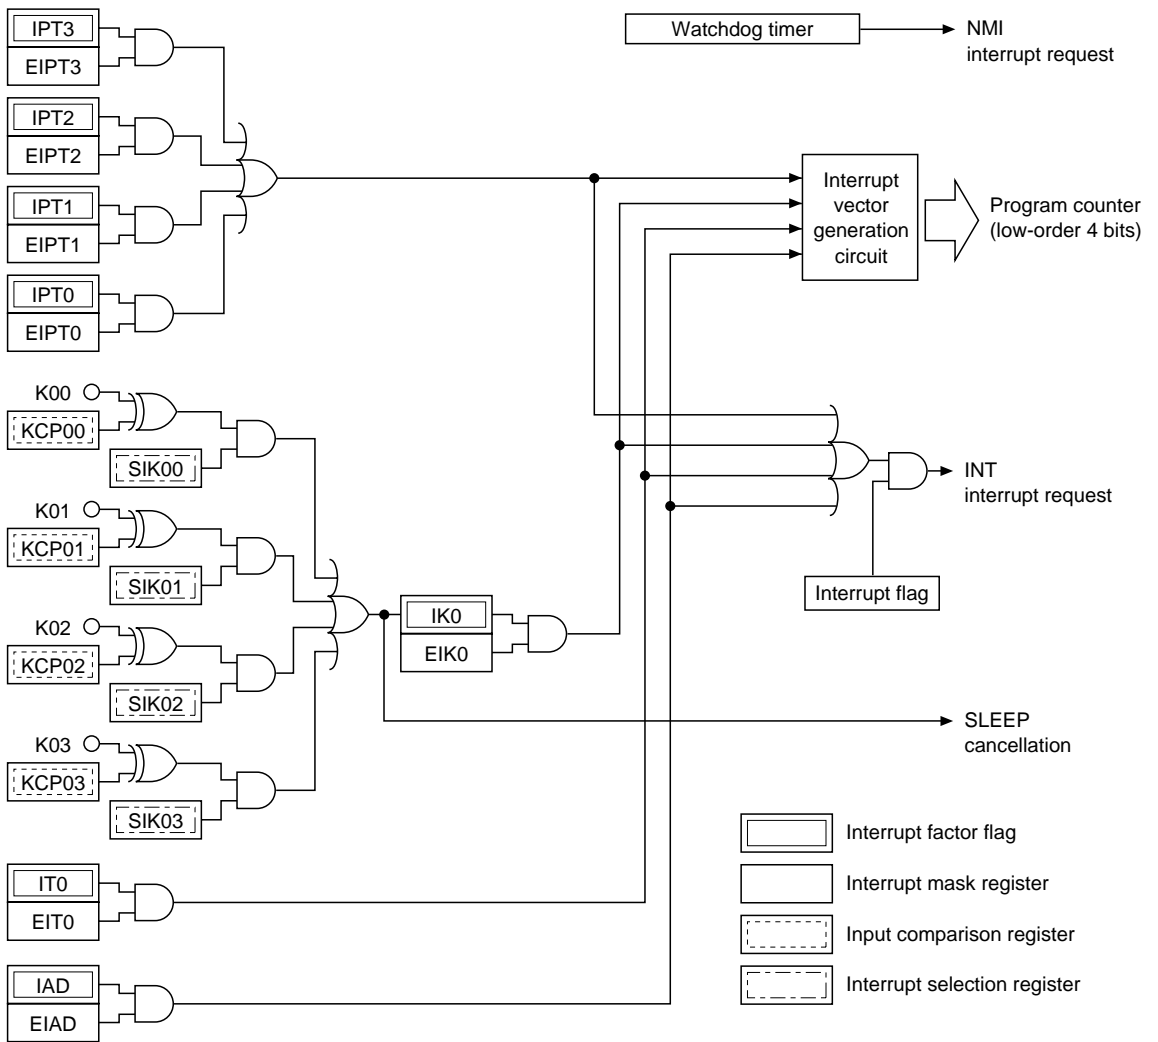 IPT3
EIPT3
Watchdog timer
NMI
interrupt request
IPT2
EIPT2
IPT1
EIPT1
Interrupt
vector
generation
circuit
Program counter
(low-order 4 bits)
IPT0
EIPT0
K00
KCP00
SIK00
K01
KCP01
SIK01
INT
interrupt request
Interrupt flag
K02
KCP02
SIK02
IK0
EIK0
K03
KCP03
SIK03
SLEEP
cancellation
IT0
EIT0
IAD
EIAD
Interrupt factor flag
Interrupt mask register
Input comparison register
Interrupt selection register